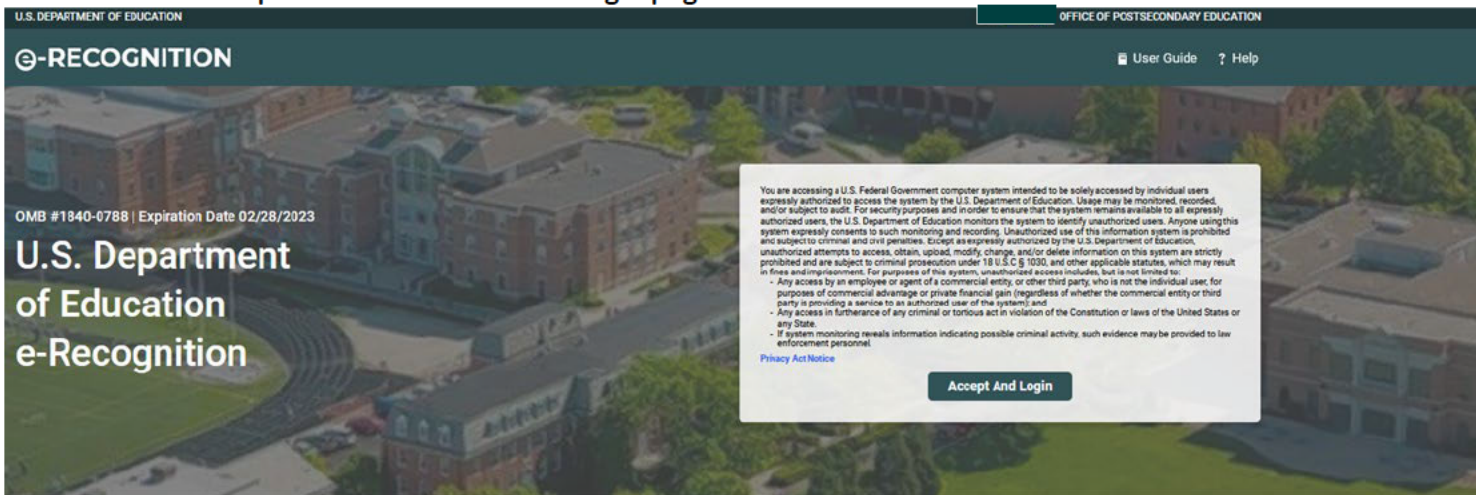 U.S. DEPARTMENT OF EDUCATION
OFFICE OF POSTSECONDARY EDUCATION
e-RECOGNITION
User Guide
? Help
OMB #1840-0788 | Expiration Date 02/28/2023
U.S. Department
of Education
e-Recognition
You are accessing a U.S. Federal Government computer system intended to be solely accessed by individual users
expressly authorized to access the system by the U.S. Department of Education. Usage may be monitored, recorded,
and/or subject to audit. For security purposes and in order to ensure that the system remains available to all expressly
authorized users, the U.S. Department of Education monitors the system to identify unauthorized users. Anyone using this
system expressly consents to such monitoring and recording. Unauthorized use of this information system is prohibited
and subject to criminal and civil penalties. Except as expressly authorized by the U.S. Department of Education,
unauthorized attempts to access, obtain, upload, modify, change, and/or delete information on this system are strictly
prohibited and are subject to criminal prosecution under 18 U.S.C § 1030, and other applicable statutes, which may result
in fines and imprisonment. For purposes of this system, unauthorized access includes, but is not limited to:
- Any access by an employee or agent of a commercial entity, or other third party, who is not the individual user, for
purposes of commercial advantage or private financial gain (regardless of whether the commercial entity or third
party is providing a service to an authorized user of the system); and
- Any access in furtherance of any criminal or tortious act in violation of the Constitution or laws of the United States or
any State.
- If system monitoring reveals information indicating possible criminal activity, such evidence may be provided to law
enforcement personnel.
Privacy Act Notice
Accept And Login